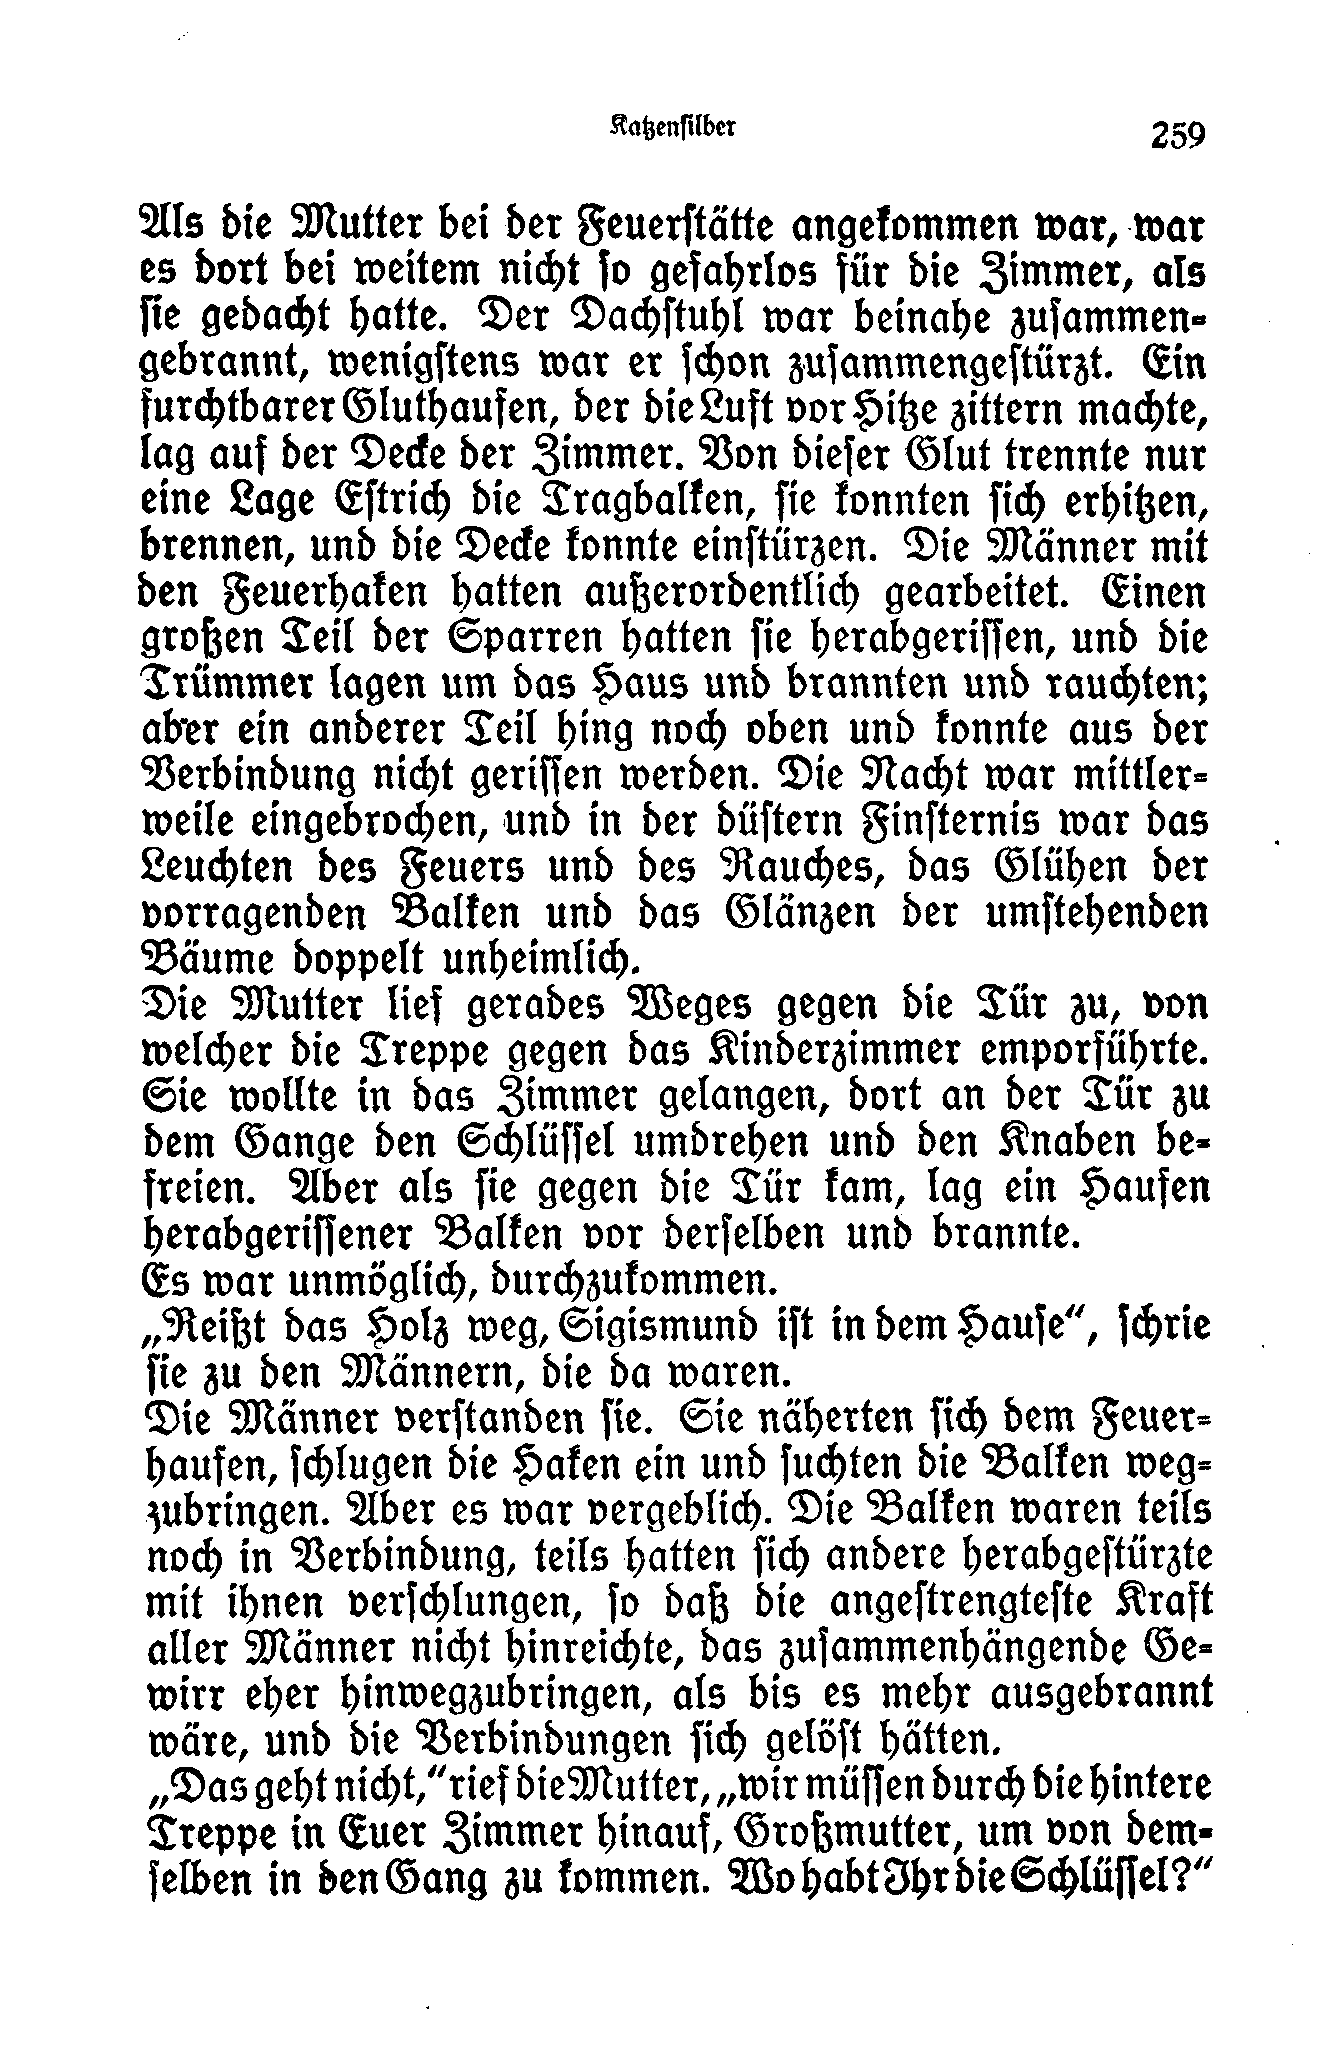 Katzensilber
259
Als die Mutter bei der Feuerstätte angekommen war, war
es dort bei weitem nicht so gefahrlos für die Zimmer, als
sie gedacht hatte. Der Dachstuhl war beinahe zusammen-
gebrannt, wenigstens war er schon zusammengestürzt. Ein
furchtbarer Gluthaufen, der die Luft vor Hitze zittern machte,
lag auf der Decke der Zimmer. Von dieser Glut trennte nur
eine Lage Estrich die Tragbalken, sie konnten sich erhitzen,
brennen, und die Decke konnte einstürzen. Die Männer mit
den Feuerhaken hatten außerordentlich gearbeitet. Einen
großen Teil der Sparren hatten sie herabgerissen, und die
Trümmer lagen um das Haus und brannten und rauchten;
aber ein anderer Teil hing noch oben und konnte aus der
Verbindung nicht gerissen werden. Die Nacht war mittler-
weile eingebrochen, und in der düstern Finsternis war das
Leuchten des Feuers und des Rauches, das Glühen der
vorragenden Balken und das Glänzen der umstehenden
Bäume doppelt unheimlich.
Die Mutter lief gerades Weges gegen die Tür zu, von
welcher die Treppe gegen das Kinderzimmer emporführte.
Sie wollte in das Zimmer gelangen, dort an der Tür zu
dem Gange den Schlüssel umdrehen und den Knaben be-
freien. Aber als sie gegen die Tür kam, lag ein Haufen
herabgerissener Balken vor derselben und brannte.
Es war unmöglich, durchzukommen.
„Reißt das Holz weg, Sigismund ist in dem Hause“, schrie
sie zu den Männern, die da waren.
Die Männer verstanden sie. Sie näherten sich dem Feuer-
haufen, schlugen die Haken ein und suchten die Balken weg-
zubringen. Aber es war vergeblich. Die Balken waren teils
noch in Verbindung, teils hatten sich andere herabgestürzte
mit ihnen verschlungen, so daß die angestrengteste Kraft
aller Männer nicht hinreichte, das zusammenhängende Ge-
wirr eher hinwegzubringen, als bis es mehr ausgebrannt
wäre, und die Verbindungen sich gelöst hätten.
„Das geht nicht,“ rief die Mutter, „wir müssen durch die hintere
Treppe in Euer Zimmer hinauf, Großmutter, um von dem-
selben in den Gang zu kommen. Wo habt Ihr die Schlüssel?“